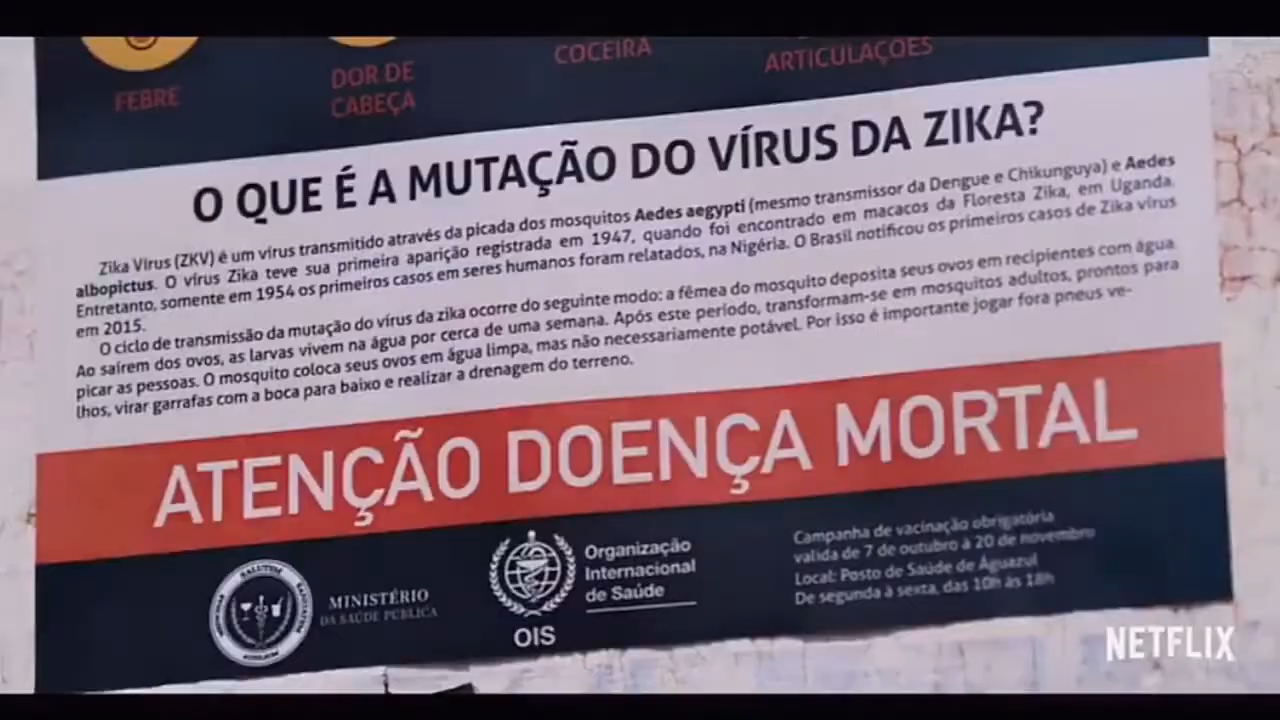 FEBRE
DOR DE
CABEÇA
COCEIRA
ARTICULAÇÕES
O QUE É A MUTAÇÃO DO VÍRUS DA ZIKA?
Zika Vírus (ZKV) é um vírus transmitido através da picada dos mosquitos Aedes aegypti (mesmo transmissor da Dengue e Chikunguya) e Aedes
albopictus. O vírus Zika teve sua primeira aparição registrada em 1947, quando foi encontrado em macacos da Floresta Zika, em Uganda.
Entretanto, somente em 1954 os primeiros casos em seres humanos foram relatados, na Nigéria. O Brasil notificou os primeiros casos de Zika vírus
em 2015.
O ciclo de transmissão da mutação do vírus da zika ocorre do seguinte modo: a fêmea do mosquito deposita seus ovos em recipientes com água.
Ao saírem dos ovos, as larvas vivem na água por cerca de uma semana. Após este período, transformam-se em mosquitos adultos, prontos para
picar as pessoas. O mosquito coloca seus ovos em água limpa, mas não necessariamente potável. Por isso é importante jogar fora pneus ve-
lhos, virar garrafas com a boca para baixo e realizar a drenagem do terreno.
ATENÇÃO DOENÇA MORTAL
MINISTÉRIO
DA SAÚDE PÚBLICA
Organização
Internacional
de Saúde
OIS
Campanha de vacinação obrigatória
valida de 7 de outubro à 20 de novembro
Local: Posto de Saúde de Águazul
De segunda à sexta, das 10h às 18h
NETFLIX